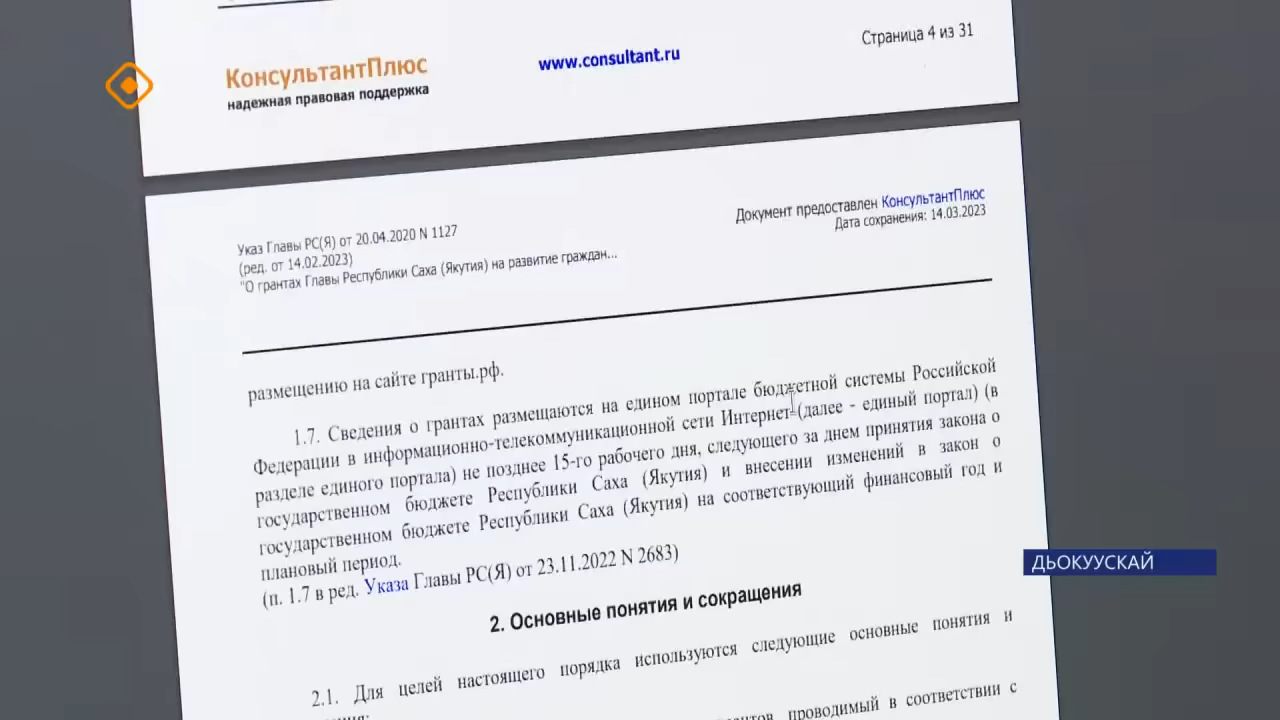 Страница 4 из 31
КонсультантПлюс
надежная правовая поддержка
www.consultant.ru
Указ Главы РС(Я) от 20.04.2020 N 1127
(ред. от 14.02.2023)
"О грантах Главы Республики Саха (Якутия) на развитие граждан...
Документ предоставлен КонсультантПлюс
Дата сохранения: 14.03.2023
размещению на сайте гранты.рф.
1.7. Сведения о грантах размещаются на едином портале бюджетной системы Российской
Федерации в информационно-телекоммуникационной сети Интернет (далее - единый портал) (в
разделе единого портала) не позднее 15-го рабочего дня, следующего за днем принятия закона о
государственном бюджете Республики Саха (Якутия) и внесении изменений в закон о
государственном бюджете Республики Саха (Якутия) на соответствующий финансовый год и
плановый период.
(п. 1.7 в ред. Указа Главы РС(Я) от 23.11.2022 N 2683)
2. Основные понятия и сокращения
2.1. Для целей настоящего порядка используются следующие основные понятия и
проводимый в соответствии с
ДЬОКУУСКАЙ